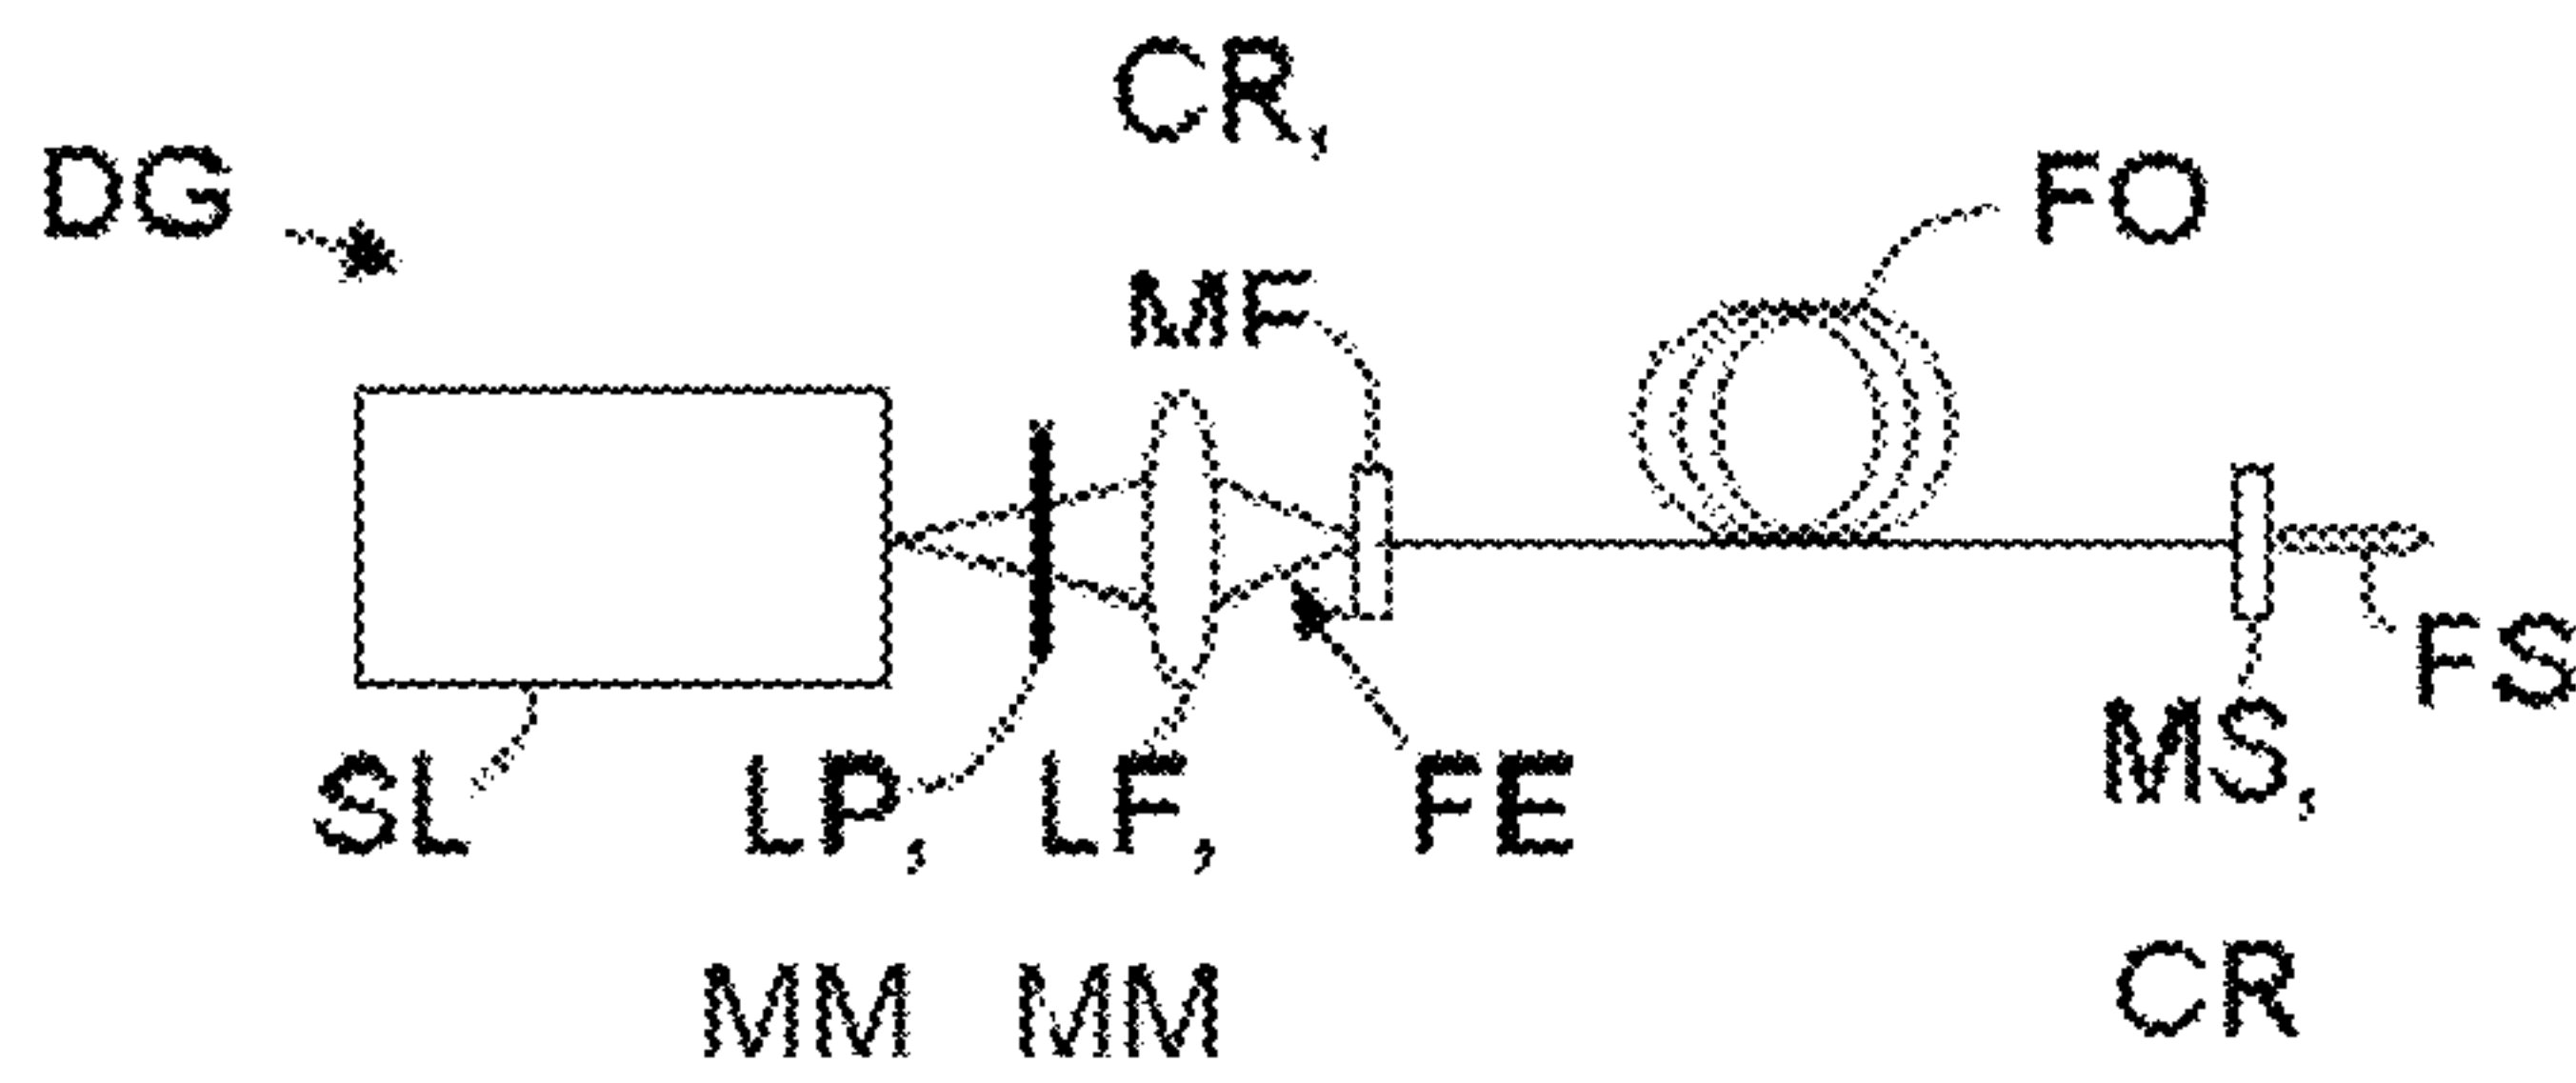 CR,
DG
FO
MF
FS
SL LP, LF, FE
MS,
MM MM
CR